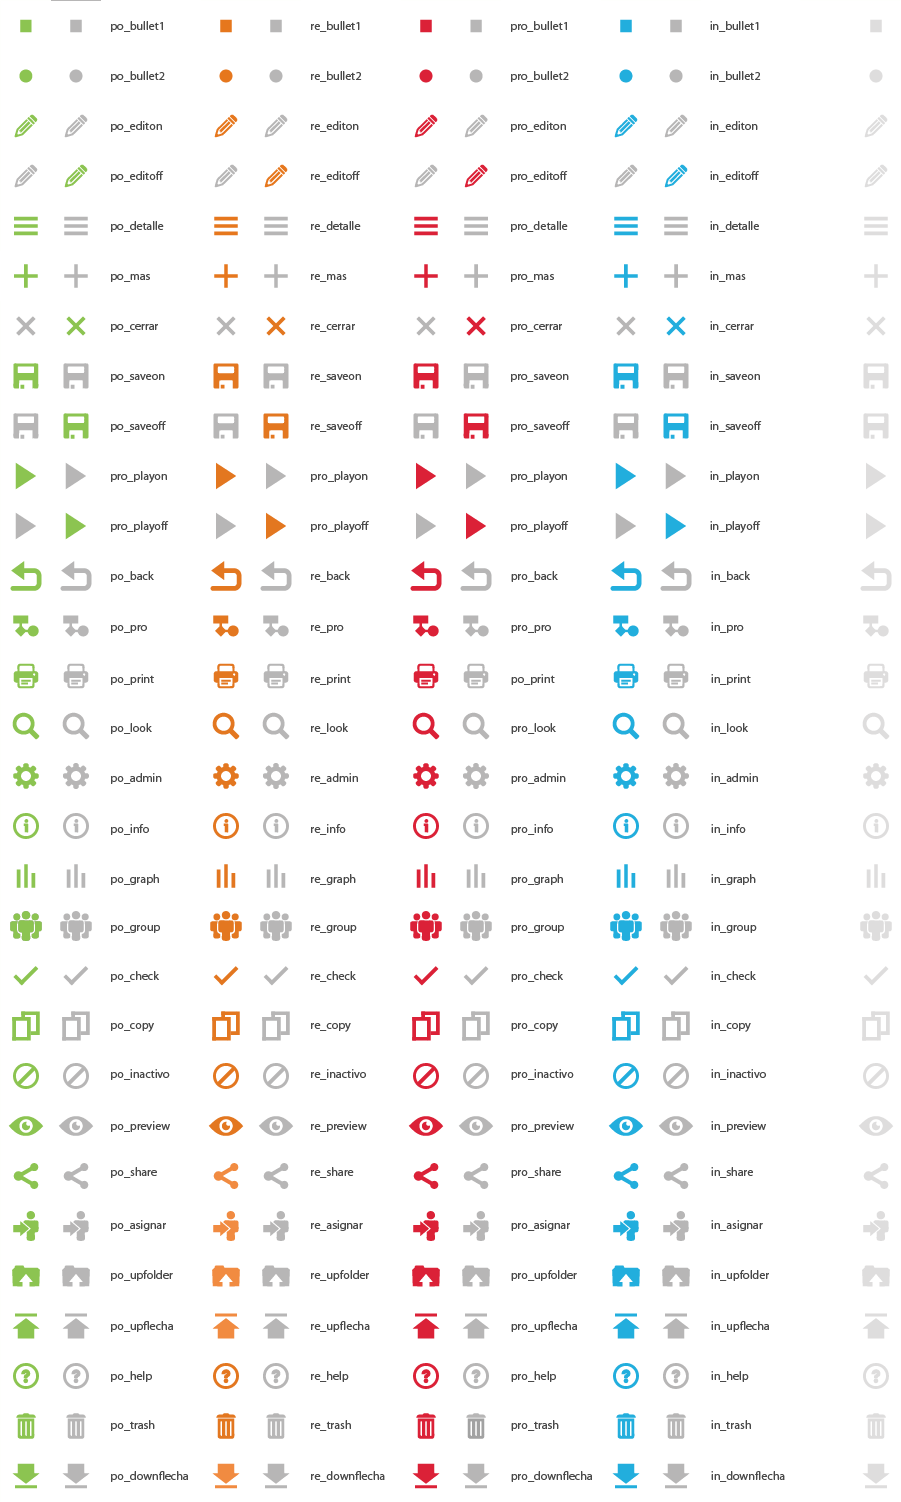 po_bullet1 re_bullet1 pro_bullet1 in_bullet1
po_bullet2 re_bullet2 pro_bullet2 in_bullet2
po_editon re_editon pro_editon in_editon
po_editoff re_editoff pro_editoff in_editoff
po_detalle re_detalle pro_detalle in_detalle
po_mas re_mas pro_mas in_mas
po_cerrar re_cerrar pro_cerrar in_cerrar
po_saveon re_saveon pro_saveon in_saveon
po_saveoff re_saveoff pro_saveoff in_saveoff
pro_playon pro_playon pro_playon in_playon
pro_playoff pro_playoff pro_playoff in_playoff
po_back re_back pro_back in_back
po_pro re_pro pro_pro in_pro
po_print re_print po_print in_print
po_look re_look pro_look in_look
po_admin re_admin pro_admin in_admin
po_info re_info pro_info in_info
po_graph re_graph pro_graph in_graph
po_group re_group pro_group in_group
po_check re_check pro_check in_check
po_copy re_copy pro_copy in_copy
po_inactivo re_inactivo pro_inactivo in_inactivo
po_preview re_preview pro_preview in_preview
po_share re_share pro_share in_share
po_asignar re_asignar pro_asignar in_asignar
po_upfolder re_upfolder pro_upfolder in_upfolder
po_upflecha re_upflecha pro_upflecha in_upflecha
po_help re_help pro_help in_help
po_trash re_trash pro_trash in_trash
po_downflecha re_downflecha pro_downflecha in_downflecha